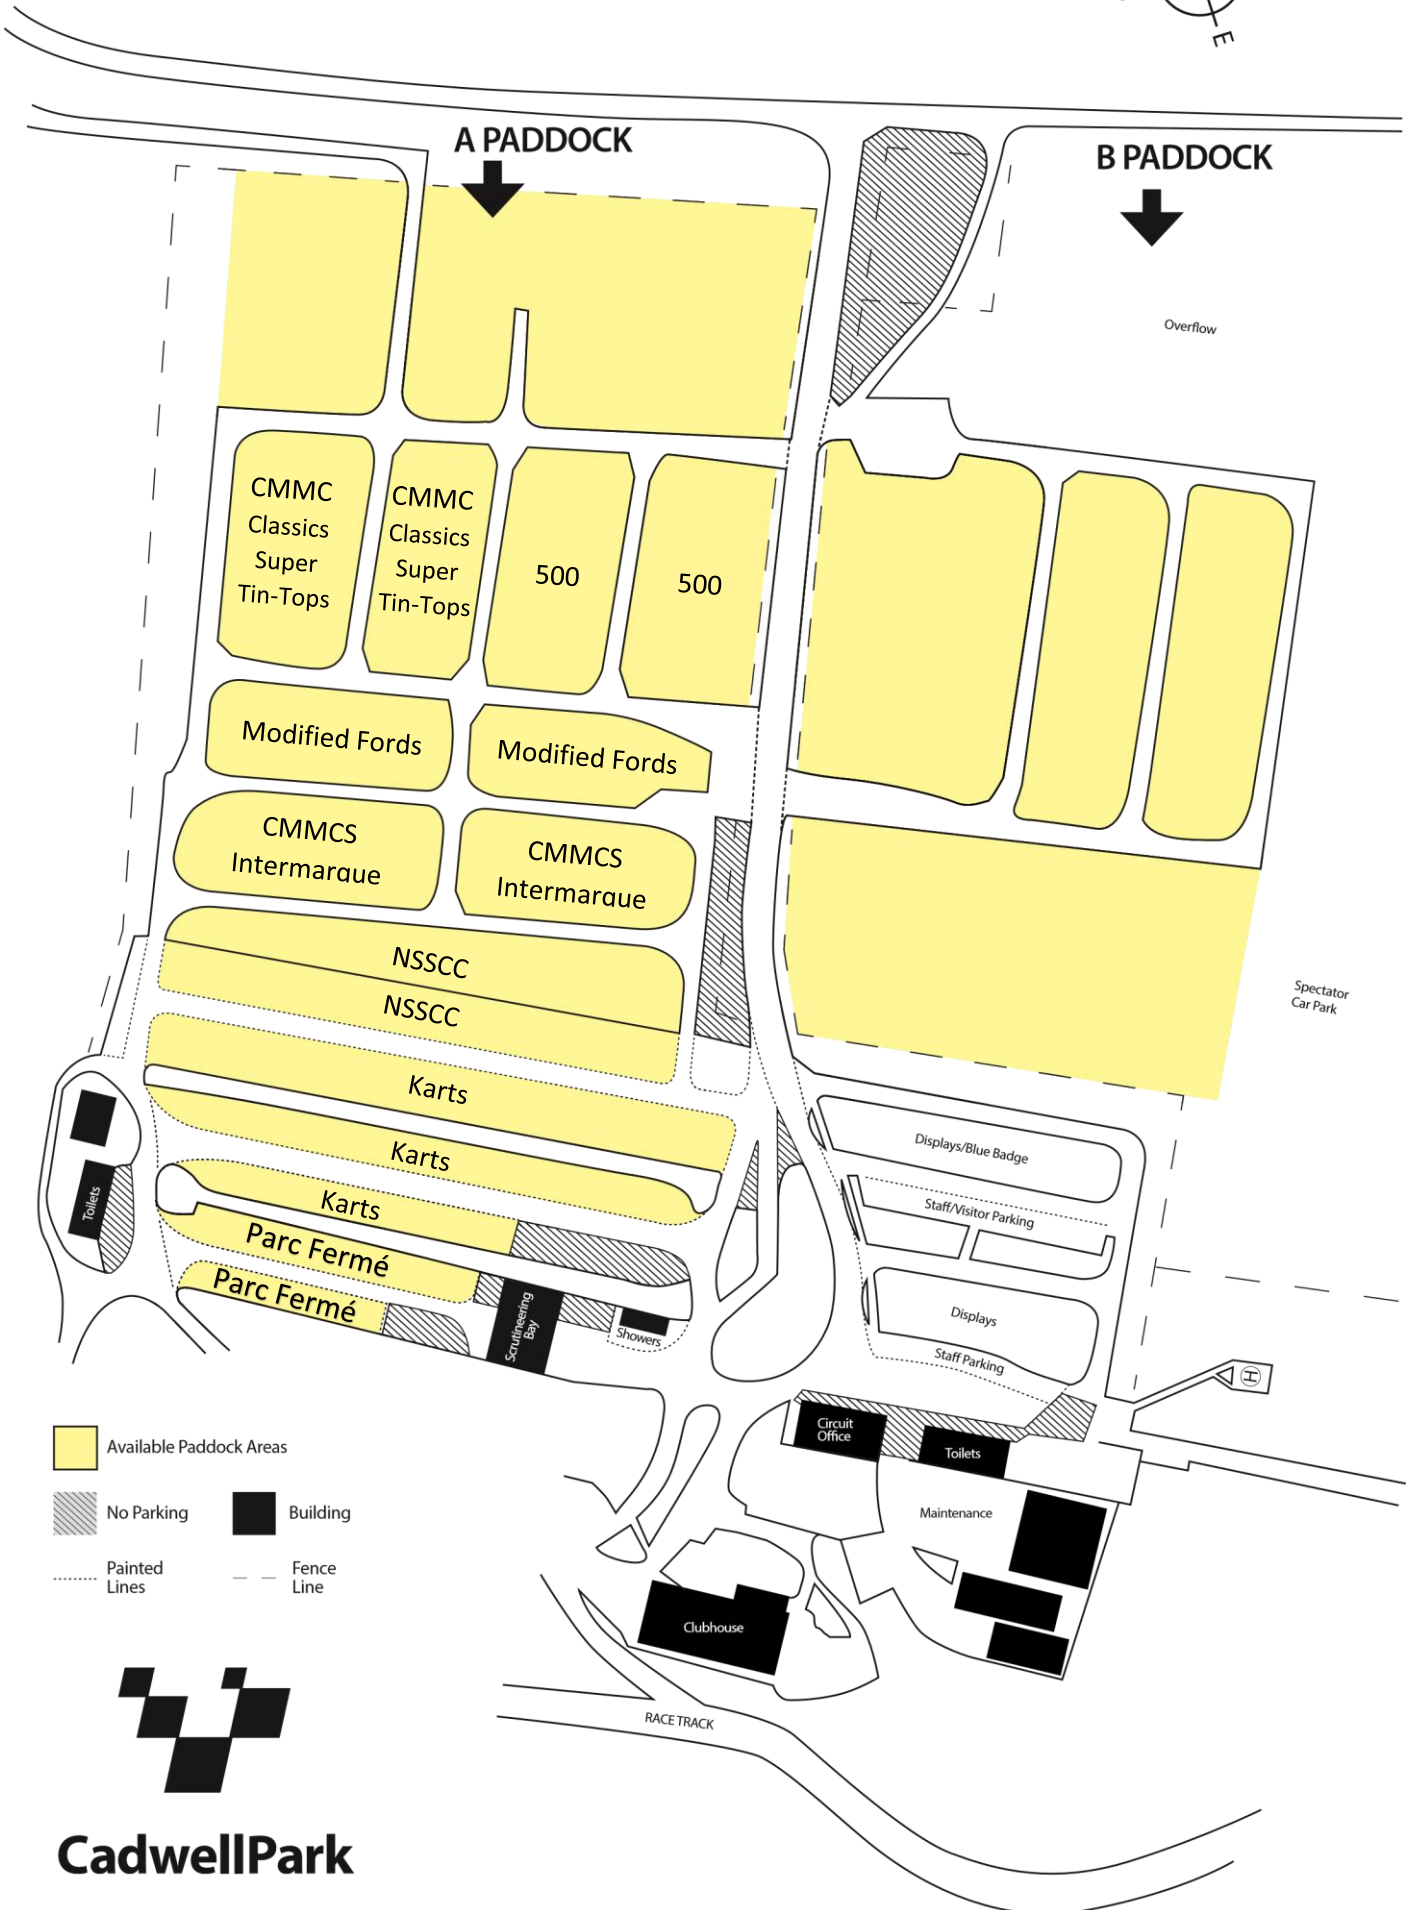 E
A PADDOCK
B PADDOCK
Overflow
CMMC
Classics
Super
Tin-Tops
CMMC
Classics
Super
Tin-Tops
500
500
Modified Fords
Modified Fords
CMMCS
Intermarque
CMMCS
Intermarque
NSSCC
NSSCC
Spectator
Car Park
Karts
Karts
Karts
Displays/Blue Badge
Staff/Visitor Parking
Toilets
Parc Fermé
Parc Fermé
Scrutineering
Bay
Showers
Displays
Staff Parking
H
Circuit
Office
Toilets
Maintenance
Clubhouse
RACE TRACK
Available Paddock Areas
No Parking
Building
Painted
Lines
Fence
Line
CadwellPark